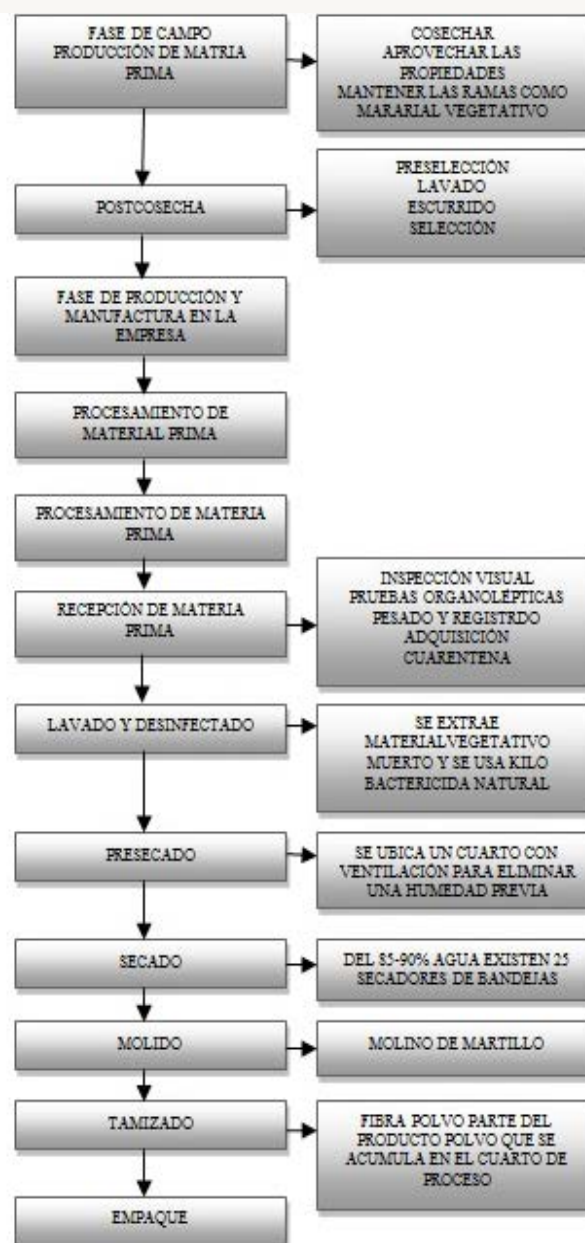 FASE DE CAMPO
PRODUCCIÓN DE MATRIA
PRIMA
COSECHAR
APROVECHAR LAS
PROPIEDADES
MANTENER LAS RAMAS COMO
MARARIAL VEGETATIVO
POSTCOSECHA
PRESELECCIÓN
LAVADO
ESCURRIDO
SELECCIÓN
FASE DE PRODUCCIÓN Y
MANUFACTURA EN LA
EMPRESA
PROCESAMIENTO DE
MATERIAL PRIMA
PROCESAMIENTO DE MATERIA
PRIMA
RECEPCIÓN DE MATERIA
PRIMA
INSPECCIÓN VISUAL
PRUEBAS ORGANOLÉPTICAS
PESADO Y REGISTRDO
ADQUISICIÓN
CUARENTENA
LAVADO Y DESINFECTADO
SE EXTRAE
MATERIALVEGETATIVO
MUERTO Y SE USA KILO
BACTERICIDA NATURAL
PRESECADO
SE UBICA UN CUARTO CON
VENTILACIÓN PARA ELIMINAR
UNA HUMEDAD PREVIA
SECADO
DEL 85-90% AGUA EXISTEN 25
SECADORES DE BANDEJAS
MOLIDO
MOLINO DE MARTILLO
TAMIZADO
FIBRA POLVO PARTE DEL
PRODUCTO POLVO QUE SE
ACUMULA EN EL CUARTO DE
PROCESO
EMPAQUE